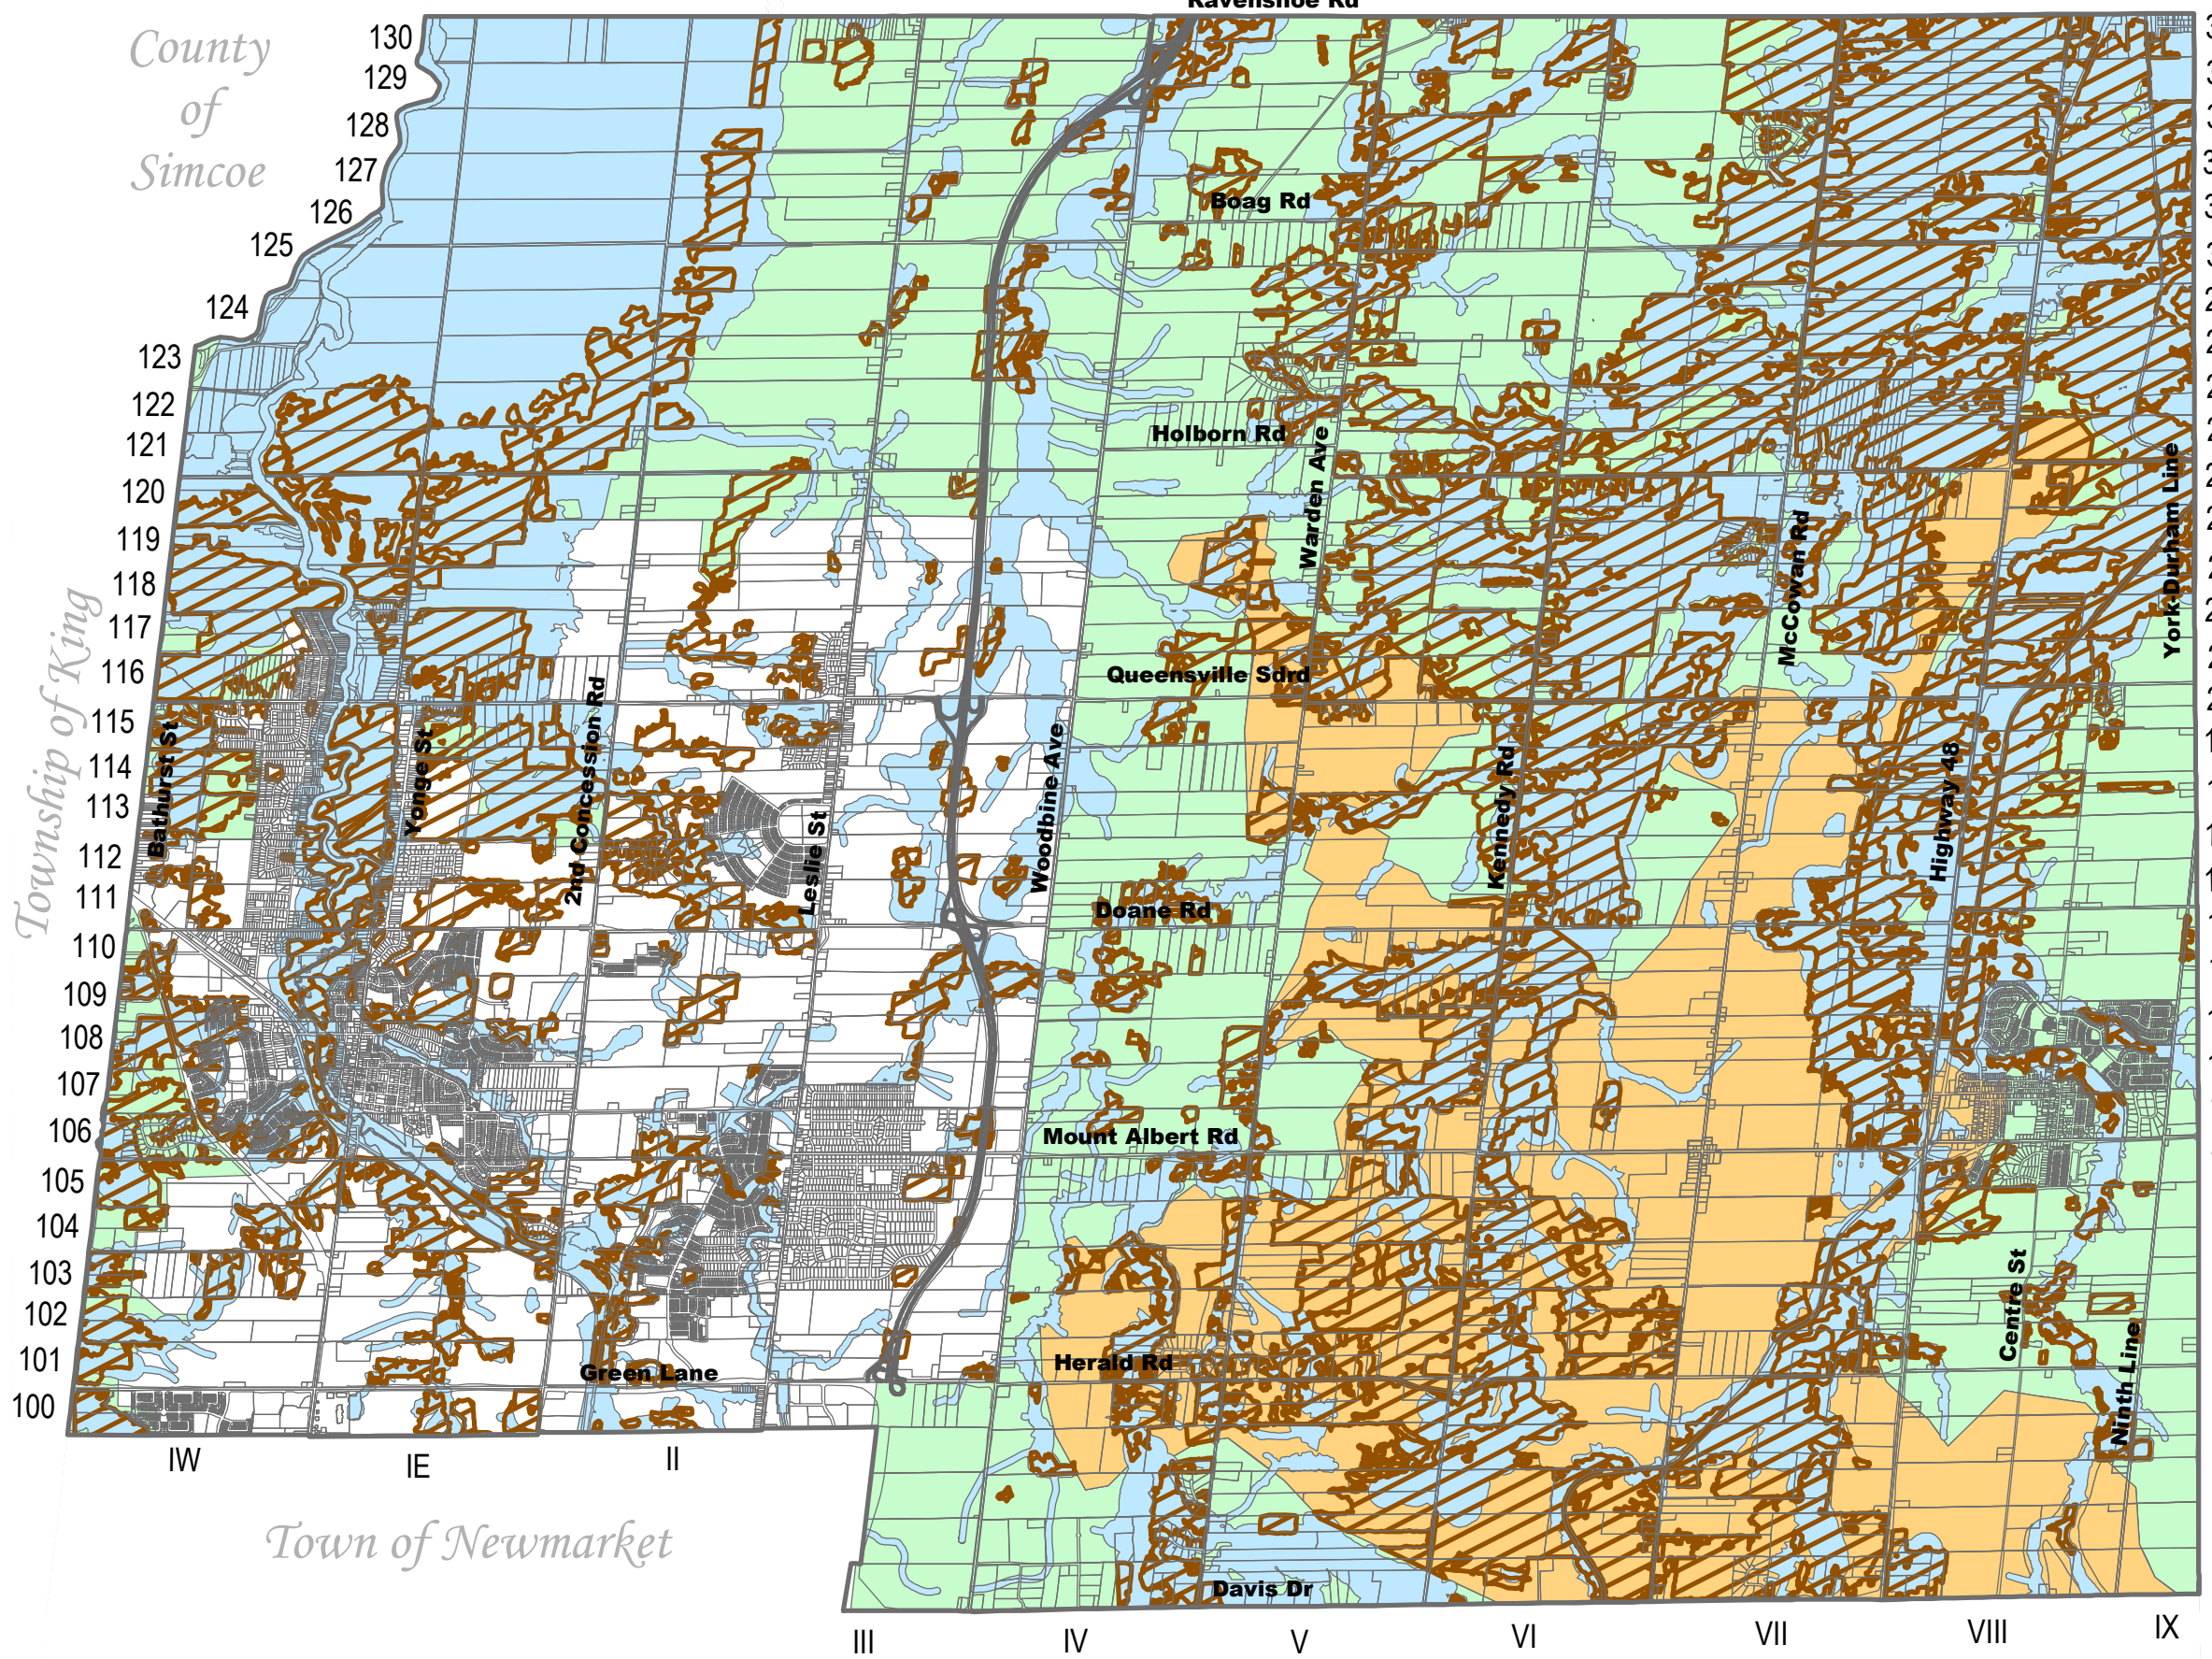 Ravenshoe Rd
County
of
Simcoe
130
129
128
127
126
125
124
123
122
121
120
119
118
117
116
115
114
113
112
111
110
109
108
107
106
105
104
103
102
101
100
Township of King
Boag Rd
Holborn Rd
Warden Ave
McCowan Rd
York-Durham Line
Queensville Sdrd
Bathurst St
Yonge St
2nd Concession Rd
Leslie St
Woodbine Ave
Kennedy Rd
Highway 48
Doane Rd
Mount Albert Rd
Centre St
Ninth Line
Herald Rd
Green Lane
Davis Dr
IW
IE
II
Town of Newmarket
III
IV
V
VI
VII
VIII
IX